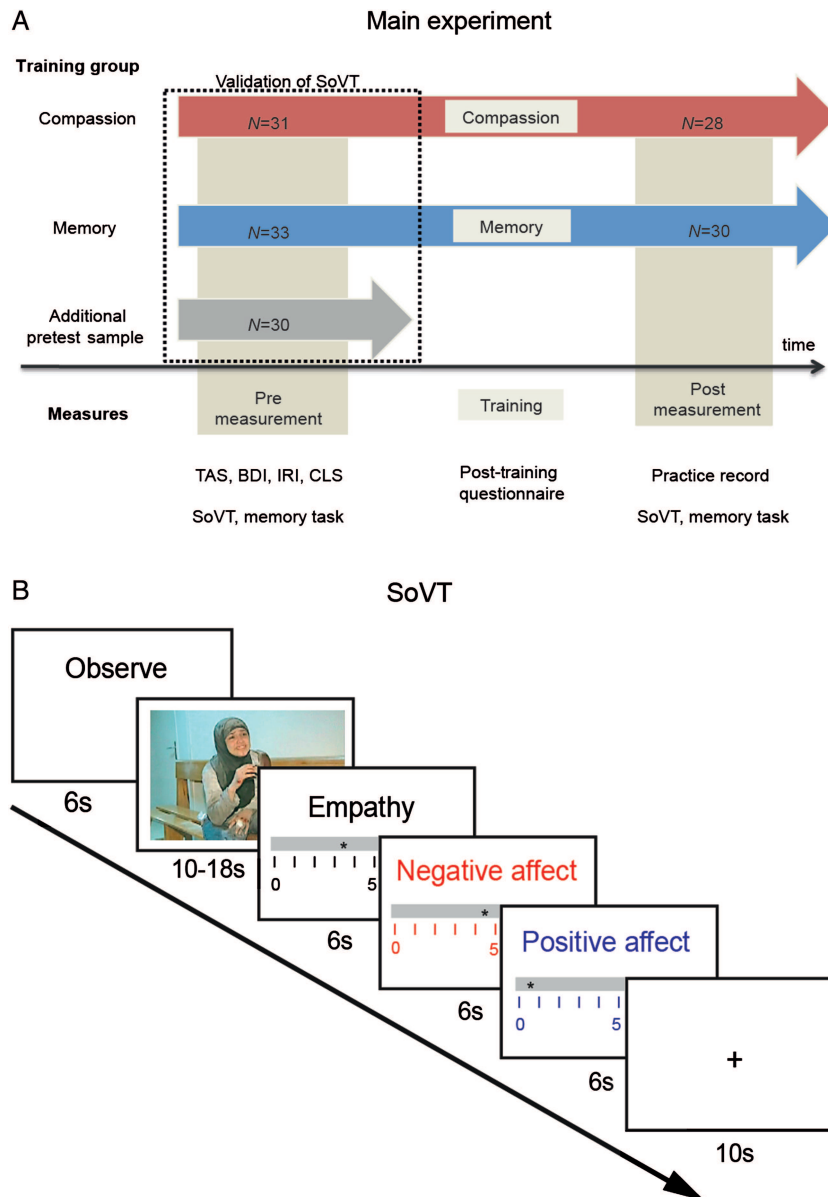 A
Main experiment
Training group
Validation of SoVT
Compassion
N=31
Compassion
N=28
Memory
N=33
Memory
N=30
Additional
pretest sample
N=30
time
Measures
Pre
measurement
Training
Post
measurement
TAS, BDI, IRI, CLS
SoVT, memory task
Post-training
questionnaire
Practice record
SoVT, memory task
B
SoVT
Observe
6s
10-18s
Empathy
*
0 5
6s
Negative affect
*
0 5
6s
Positive affect
*
0 5
6s
+
10s